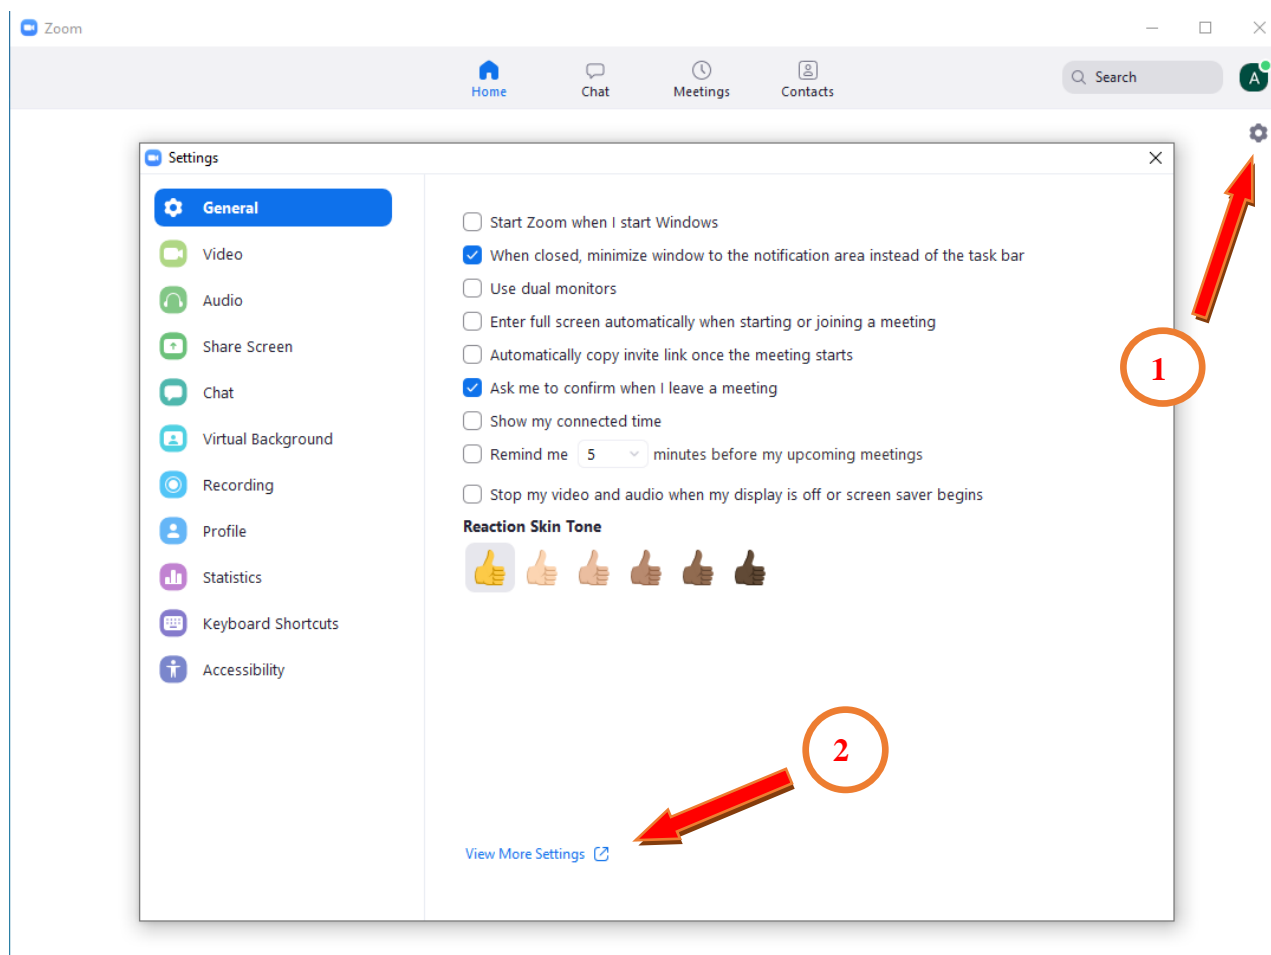 Zoom
Home
Chat
Meetings
Contacts
Search
A
Settings
General
Video
Audio
Share Screen
Chat
Virtual Background
Recording
Profile
Statistics
Keyboard Shortcuts
Accessibility
Start Zoom when I start Windows
When closed, minimize window to the notification area instead of the task bar
Use dual monitors
Enter full screen automatically when starting or joining a meeting
Automatically copy invite link once the meeting starts
Ask me to confirm when I leave a meeting
Show my connected time
Remind me 5 minutes before my upcoming meetings
Stop my video and audio when my display is off or screen saver begins
Reaction Skin Tone
View More Settings
1
2